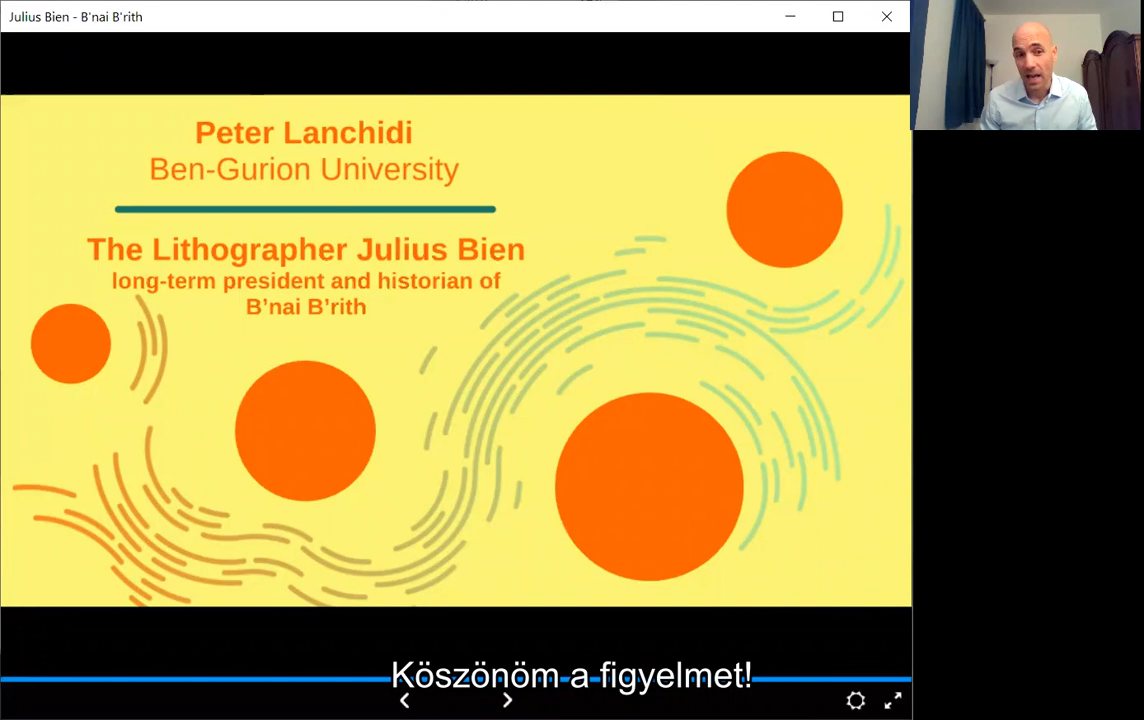 Julius Bien - B'nai B'rith
Peter Lanchidi
Ben-Gurion University
The Lithographer Julius Bien
long-term president and historian of
B’nai B’rith
Köszönöm a figyelmet!